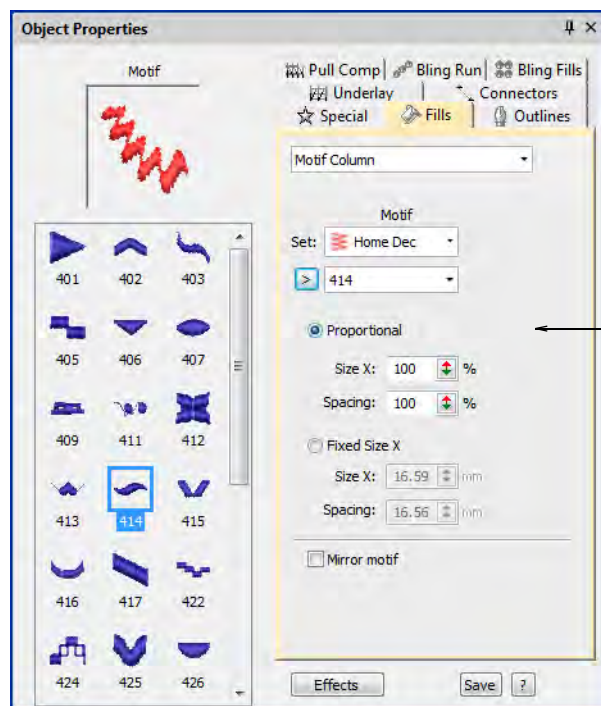 Object Properties
Motif
Pull Comp
Bling Run
Bling Fills
Underlay
Connectors
Special
Fills
Outlines
Motif Column
Motif
Set:
Home Dec
>
414
Proportional
Size X: 100 %
Spacing: 100 %
Fixed Size X
Size X: 16.59 mm
Spacing: 16.56 mm
Mirror motif
401 402 403
405 406 407
409 411 412
413 414 415
416 417 422
424 425 426
Effects
Save
?